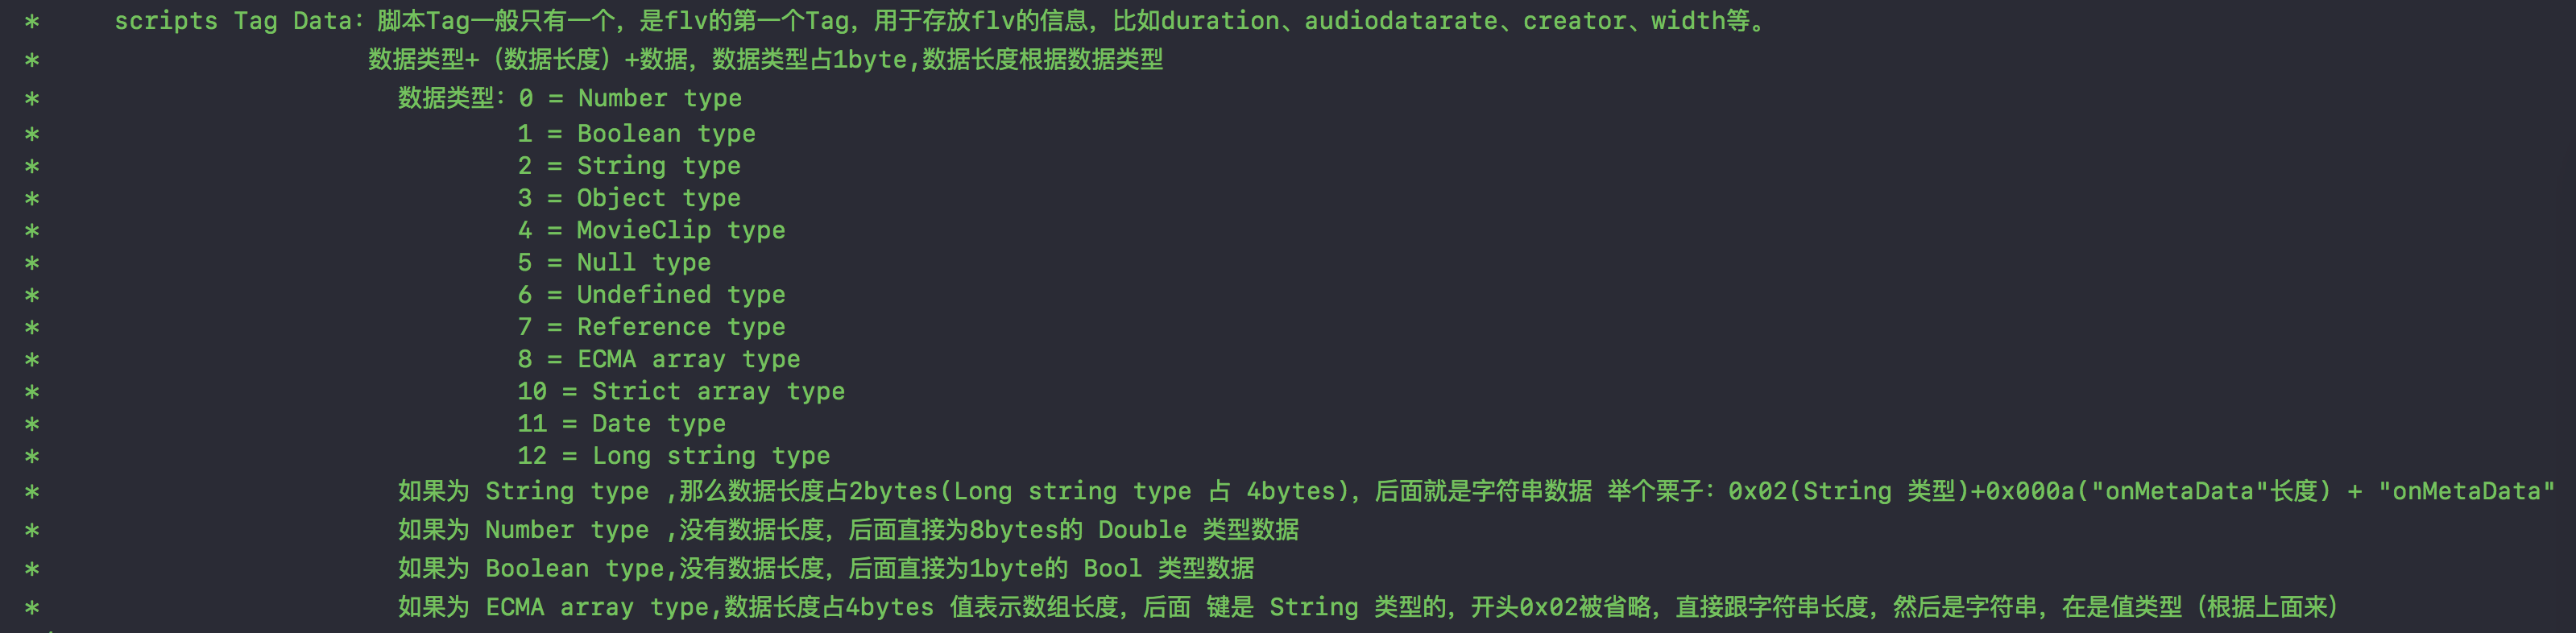 * scripts Tag Data：脚本Tag一般只有一个，是flv的第一个Tag，用于存放flv的信息，比如duration、audiodatarate、creator、width等。
* 数据类型+（数据长度）+数据，数据类型占1byte,数据长度根据数据类型
* 数据类型：0 = Number type
* 1 = Boolean type
* 2 = String type
* 3 = Object type
* 4 = MovieClip type
* 5 = Null type
* 6 = Undefined type
* 7 = Reference type
* 8 = ECMA array type
* 10 = Strict array type
* 11 = Date type
* 12 = Long string type
* 如果为 String type ,那么数据长度占2bytes(Long string type 占 4bytes)，后面就是字符串数据 举个栗子：0x02(String 类型)+0x000a("onMetaData"长度) + "onMetaData"
* 如果为 Number type ,没有数据长度，后面直接为8bytes的 Double 类型数据
* 如果为 Boolean type,没有数据长度，后面直接为1byte的 Bool 类型数据
* 如果为 ECMA array type,数据长度占4bytes 值表示数组长度，后面 键是 String 类型的，开头0x02被省略，直接跟字符串长度，然后是字符串，在是值类型（根据上面来）